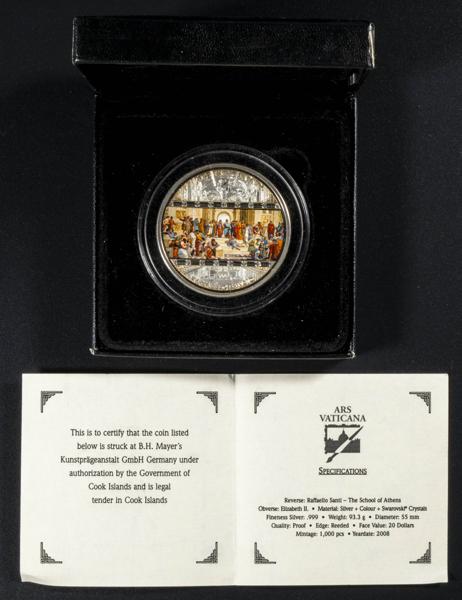 This is to certify that the coin listed
below is struck at B.H. Mayer's
Kunstprägeanstalt GmbH Germany under
authorization by the Government of
Cook Islands and is legal
tender in Cook Islands
ARS
VATICANA
SPECIFICATIONS
Reverse: Raffaello Santi – The School of Athens
Obverse: Elizabeth II. • Material: Silver + Colour + Swarovski® Crystals
Fineness Silver: .999 • Weight: 93.3 g • Diameter: 55 mm
Quality: Proof • Edge: Reeded • Face Value: 20 Dollars
Mintage: 1,000 pcs • Yeardate: 2008